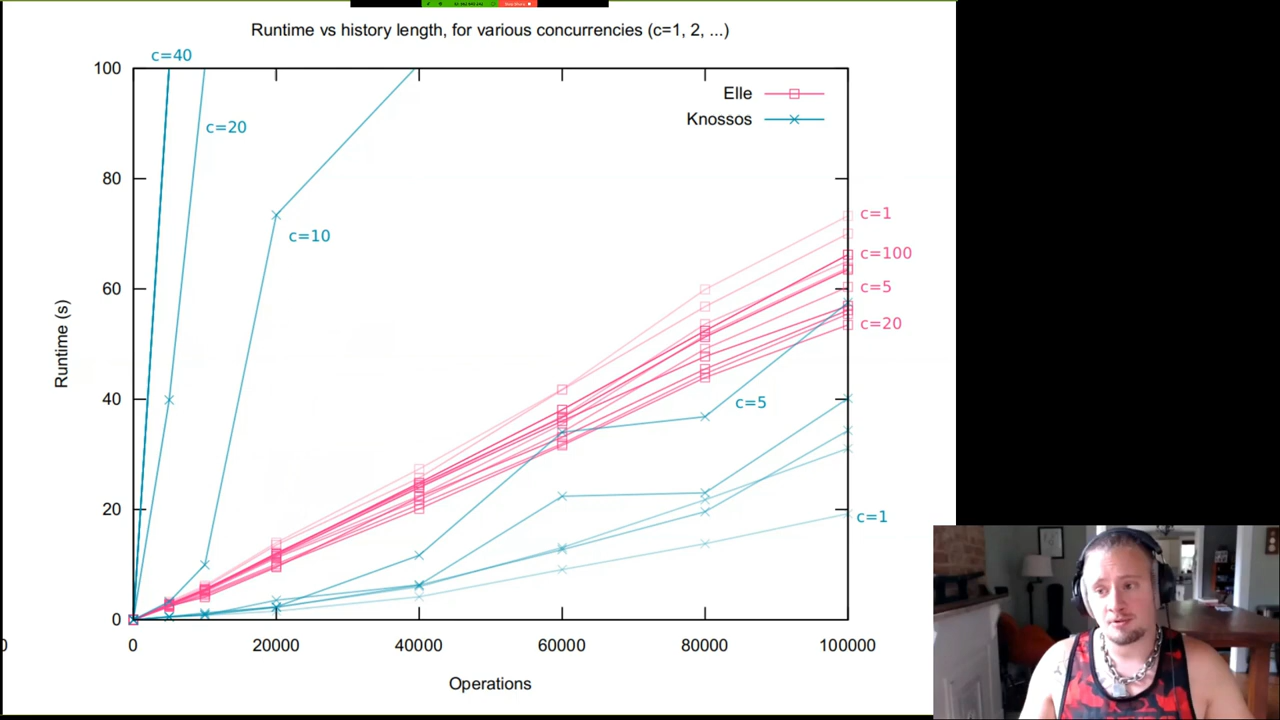 Runtime vs history length, for various concurrencies (c=1, 2, ...)
c=40
100
Elle
c=20
Knossos
80
c=1
c=10
c=100
60
c=5
c=20
Runtime (s)
40
c=5
20
c=1
0
0
0
20000
40000
60000
80000
100000
Operations